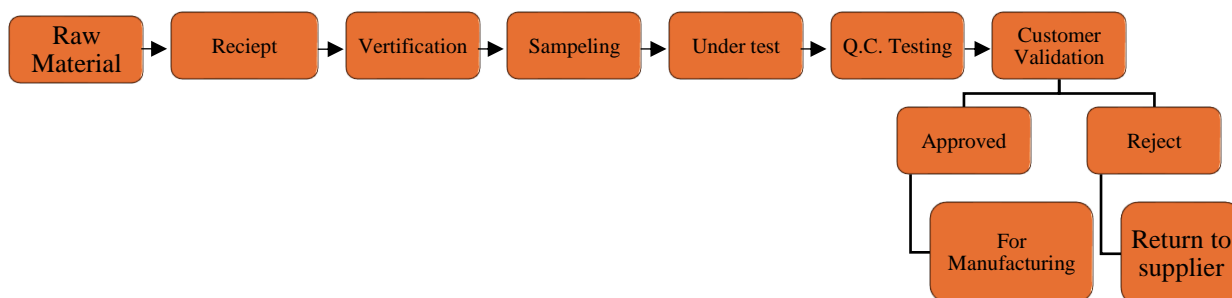 Raw
Material
Reciept
Vertification
Sampeling
Under test
Q.C. Testing
Customer
Validation
Approved
Reject
For
Manufacturing
Return to
supplier